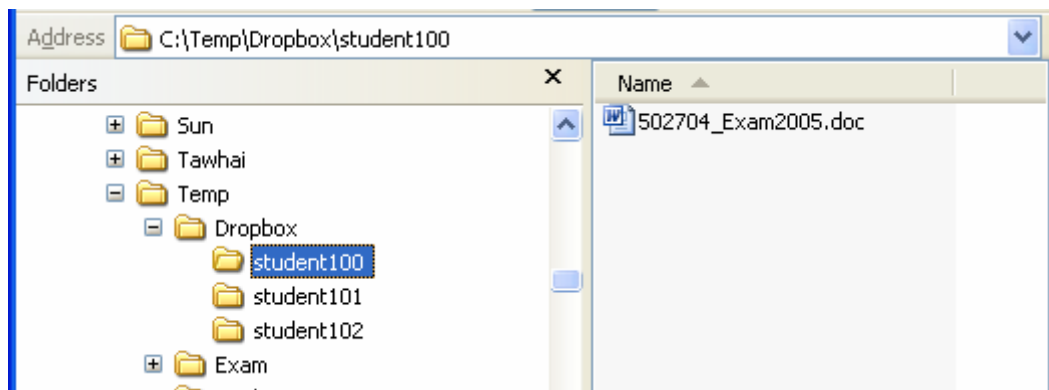 Address C:\Temp\Dropbox\student100
Folders
Name
Sun
502704_Exam2005.doc
Tawhai
Temp
Dropbox
student100
student101
student102
Exam